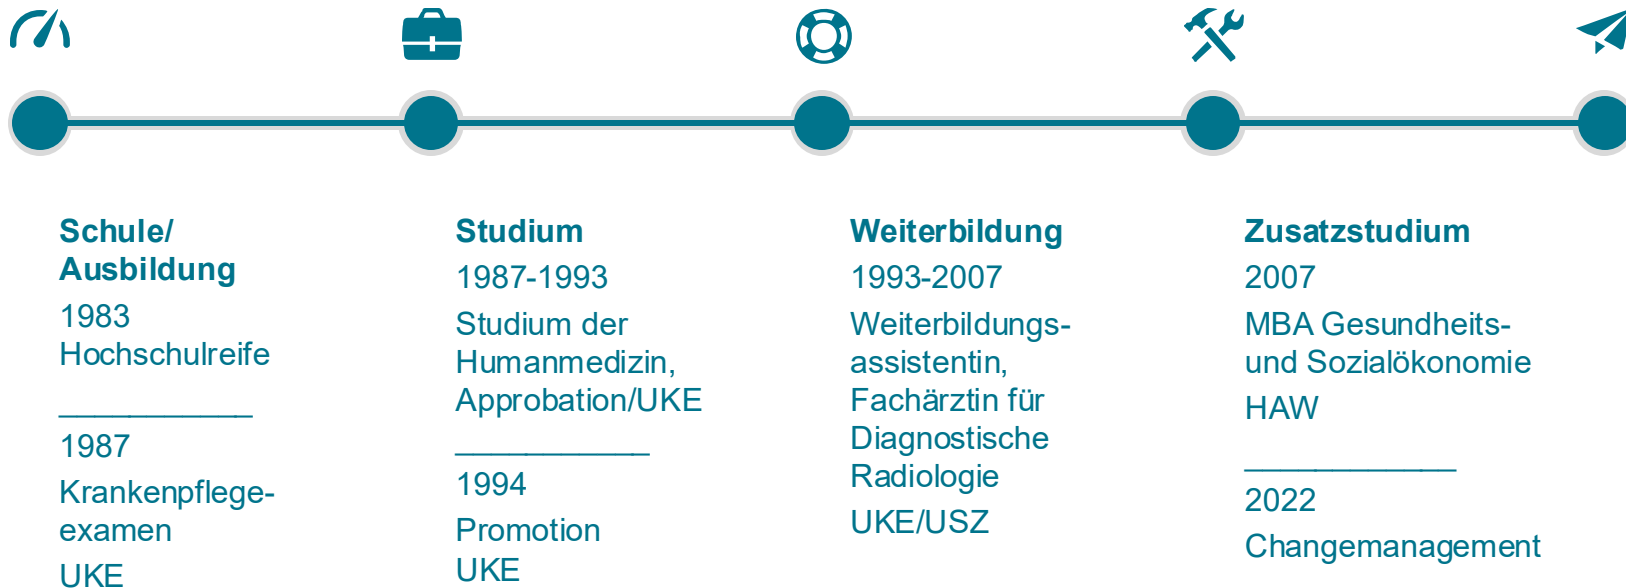 Schule/
Ausbildung
1983
Hochschulreife
___________
1987
Krankenpflege-
examen
UKE
Studium
1987-1993
Studium der
Humanmedizin,
Approbation/UKE
___________
1994
Promotion
UKE
Weiterbildung
1993-2007
Weiterbildungs-
assistentin,
Fachärztin für
Diagnostische
Radiologie
UKE/USZ
Zusatzstudium
2007
MBA Gesundheits-
und Sozialökonomie
HAW
____________
2022
Changemanagement